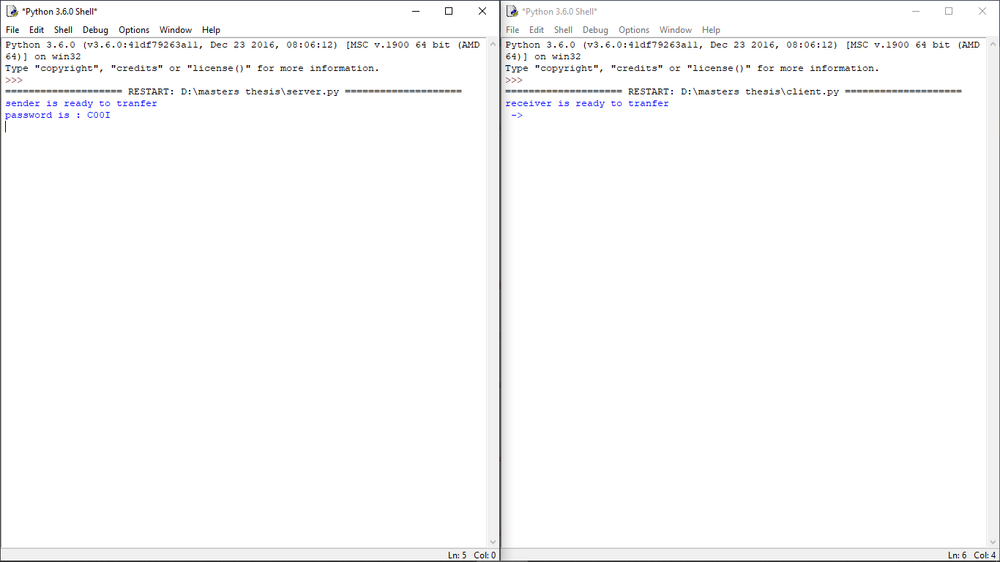 *Python 3.6.0 Shell*
File Edit Shell Debug Options Window Help
Python 3.6.0 (v3.6.0:41df79263a11, Dec 23 2016, 08:06:12) [MSC v.1900 64 bit (AMD
64)] on win32
Type "copyright", "credits" or "license()" for more information.
>>>
==================== RESTART: D:\masters thesis\server.py ====================
sender is ready to tranfer
password is : C00I
Ln: 5 Col: 0
*Python 3.6.0 Shell*
File Edit Shell Debug Options Window Help
Python 3.6.0 (v3.6.0:41df79263a11, Dec 23 2016, 08:06:12) [MSC v.1900 64 bit (AMD
64)] on win32
Type "copyright", "credits" or "license()" for more information.
>>>
==================== RESTART: D:\masters thesis\client.py ====================
receiver is ready to tranfer
->
Ln: 6 Col: 4